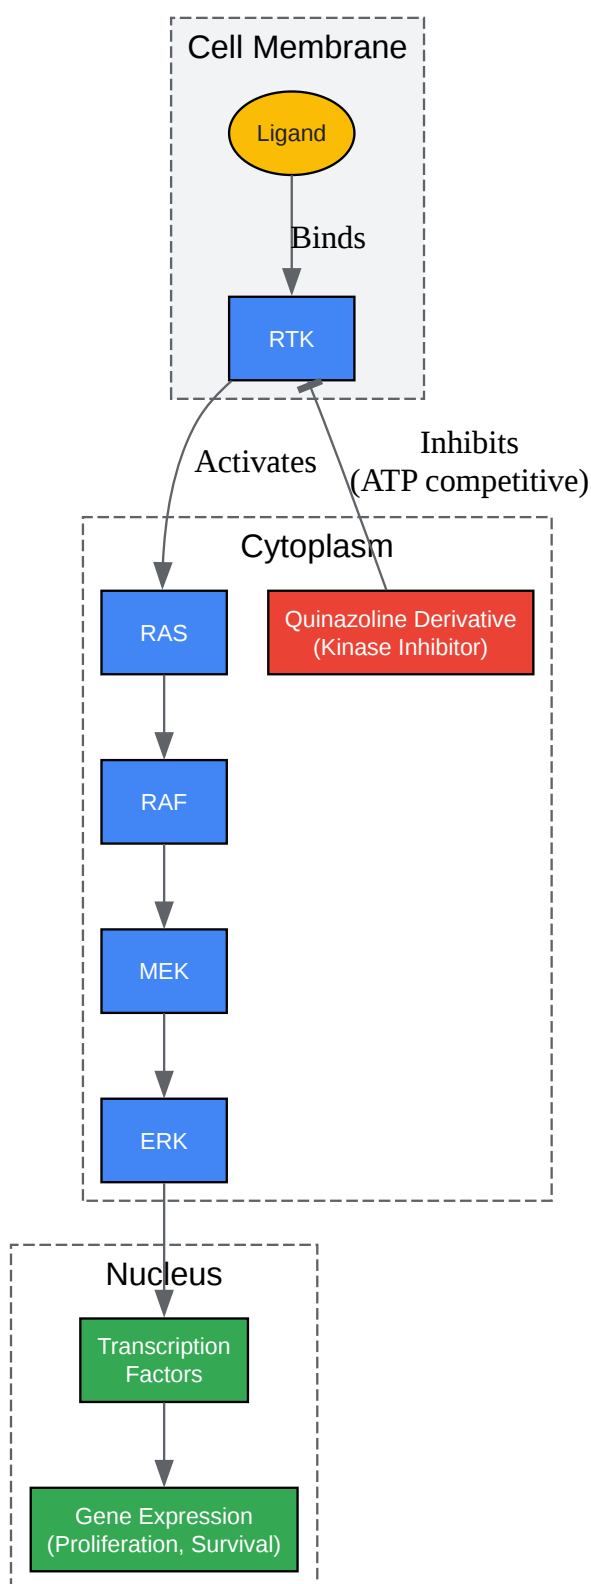 Cell Membrane
Ligand
Binds
RTK
Activates
Inhibits
(ATP competitive)
Cytoplasm
RAS
Quinazoline Derivative
(Kinase Inhibitor)
RAF
MEK
ERK
Nucleus
Transcription
Factors
Gene Expression
(Proliferation, Survival)